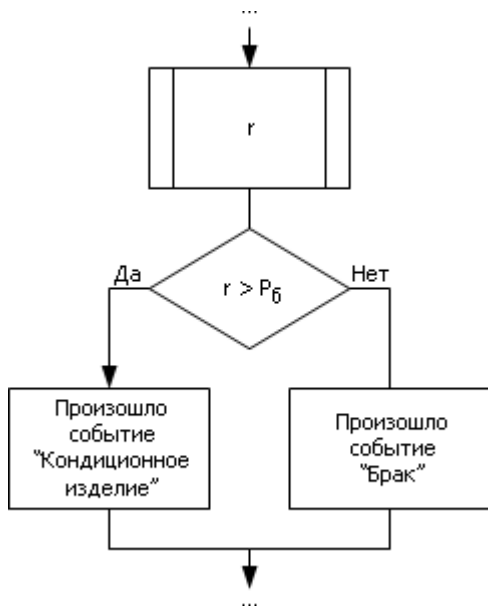 ...
r
Да
r > Pб
Нет
Произошло
событие
"Кондиционное
изделие"
Произошло
событие
"Брак"
...